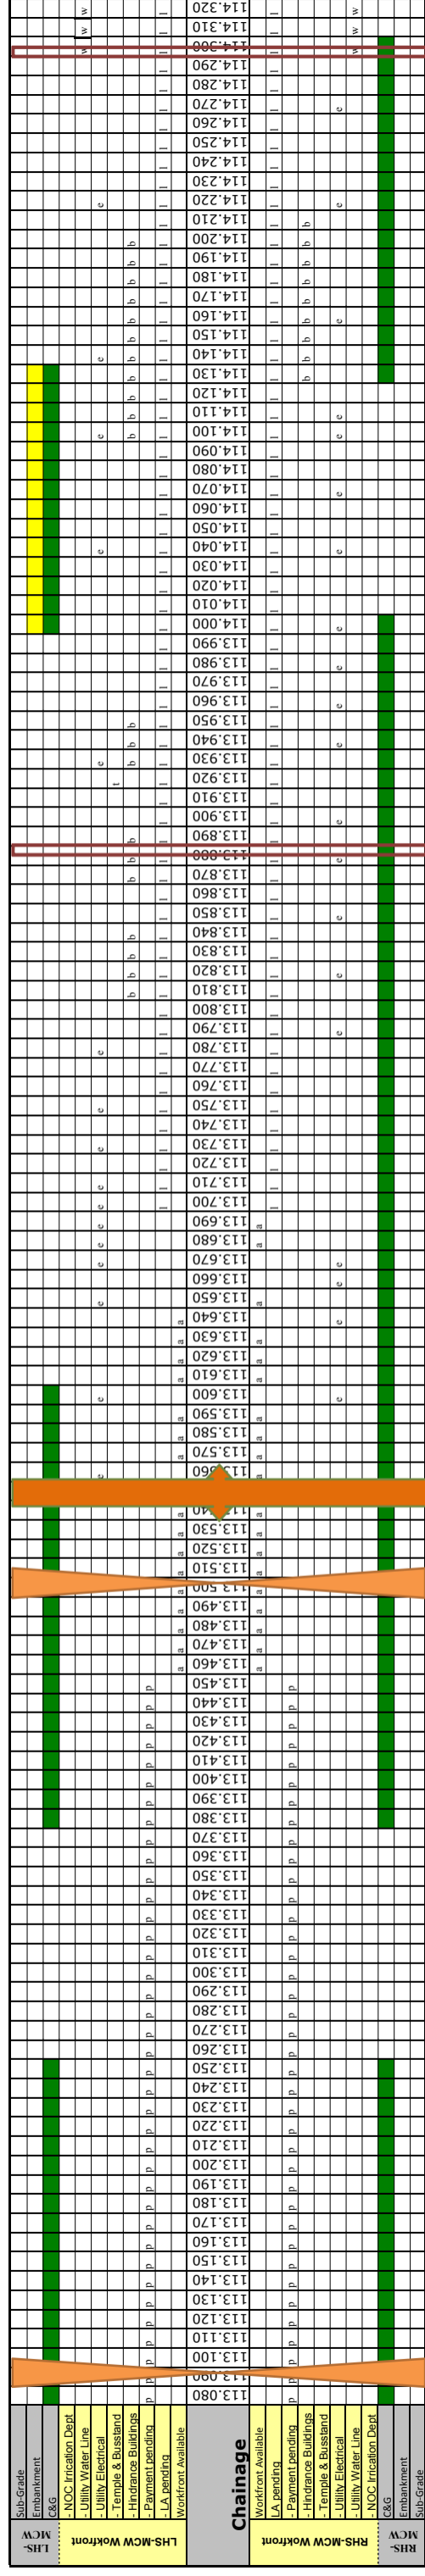 LHS-MCW
Sub-Grade
Embankment
C&G
LHS-MCW Wokfront
- NOC Irrication Dept
- Utility Water Line w w w
- Utility Electrical e e e e e e e e e e e e e e e e
- Temple & Busstand t
- Hindrance Buildings b b b b b b b b b b b b b b b b b b b b b
- Payment pending p p p p p p p p p p p p p p p p p p p p p p p p p p p p p p p p p p p p p
- LA pending l l l l l l l l l l l l l l l l l l l l l l l l l l l l l l l l l l l l l l l l l l l l l l l l l l l l l l l l l l l l l l l
Workfront Available a a a a a a a a a a a a a a a a a a
Chainage 113.080 113.090 113.100 113.110 113.120 113.130 113.140 113.150 113.160 113.170 113.180 113.190 113.200 113.210 113.220 113.230 113.240 113.250 113.260 113.270 113.280 113.290 113.300 113.310 113.320 113.330 113.340 113.350 113.360 113.370 113.380 113.390 113.400 113.410 113.420 113.430 113.440 113.450 113.460 113.470 113.480 113.490 113.500 113.510 113.520 113.530 113.570 113.580 113.590 113.600 113.610 113.620 113.630 113.640 113.650 113.660 113.670 113.680 113.690 113.700 113.710 113.720 113.730 113.740 113.750 113.760 113.770 113.780 113.790 113.800 113.810 113.820 113.830 113.840 113.850 113.860 113.870 113.880 113.890 113.900 113.910 113.920 113.930 113.940 113.950 113.960 113.970 113.980 113.990 114.000 114.010 114.020 114.030 114.040 114.050 114.060 114.070 114.080 114.090 114.100 114.110 114.120 114.130 114.140 114.150 114.160 114.170 114.180 114.190 114.200 114.210 114.220 114.230 114.240 114.250 114.260 114.270 114.280 114.290 114.300 114.310 114.320
RHS-MCW Wokfront
Workfront Available a a a a a a a a a a a a a a a a a a a a a
LA pending l l l l l l l l l l l l l l l l l l l l l l l l l l l l l l l l l l l l l l l l l l l l l l l l l l l l l l l l l l l l l l l
- Payment pending p p p p p p p p p p p p p p p p p p p p p p p p p p p p p p p p p p p p p
- Hindrance Buildings b b b b b b b b b
- Temple & Busstand
- Utility Electrical e e e e e e e e e e e e e e e e e e e e
- Utility Water Line w w w
- NOC Irrication Dept
RHS-MCW
C&G
Embankment
Sub-Grade